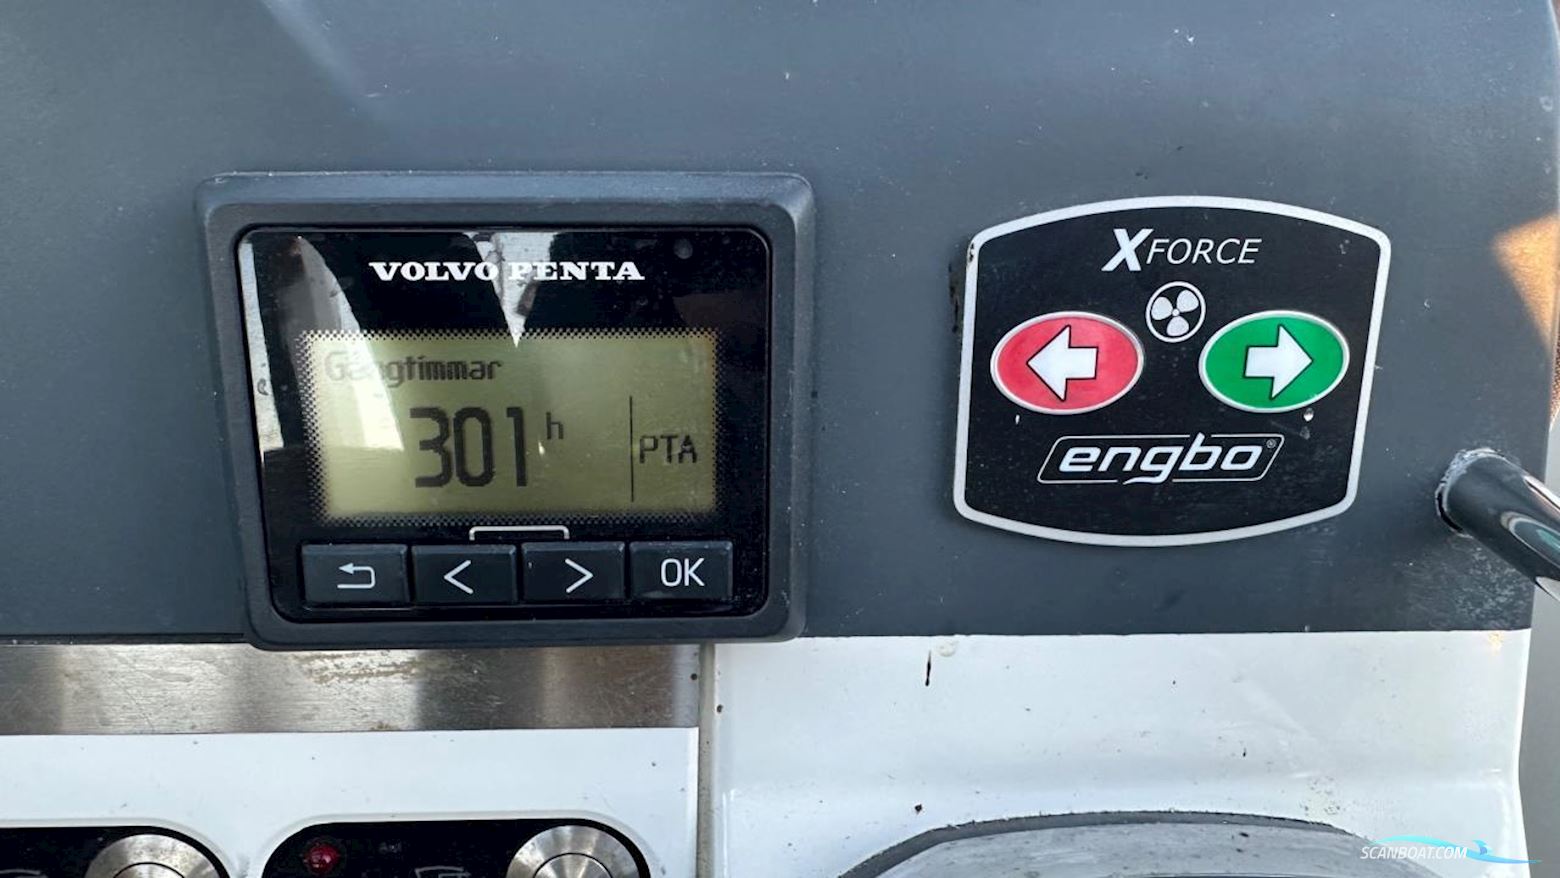 VOLVO PENTA
Gångtimmar
301 h
PTA
OK
XFORCE
engbo®
SCANBOAT.COM